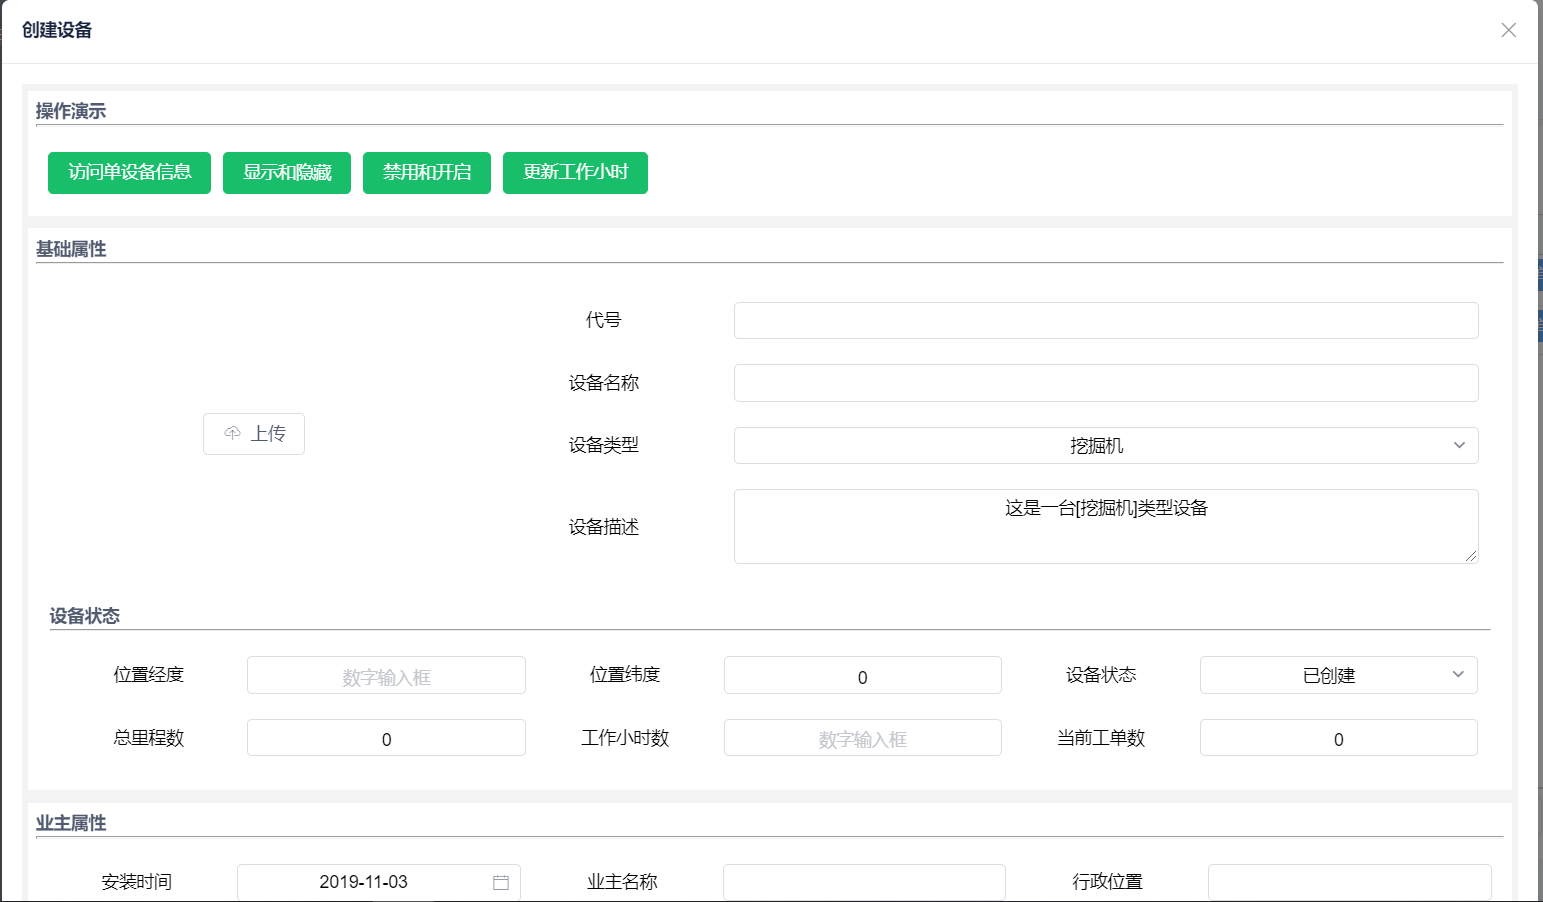 创建设备
操作演示
访问单设备信息 显示和隐藏 禁用和开启 更新工作小时
基础属性
代号
设备名称
上传
设备类型 挖掘机
设备描述 这是一台[挖掘机]类型设备
设备状态
位置经度 数字输入框 位置纬度 0 设备状态 已创建
总里程数 0 工作小时数 数字输入框 当前工单数 0
业主属性
安装时间 2019-11-03 业主名称 行政位置